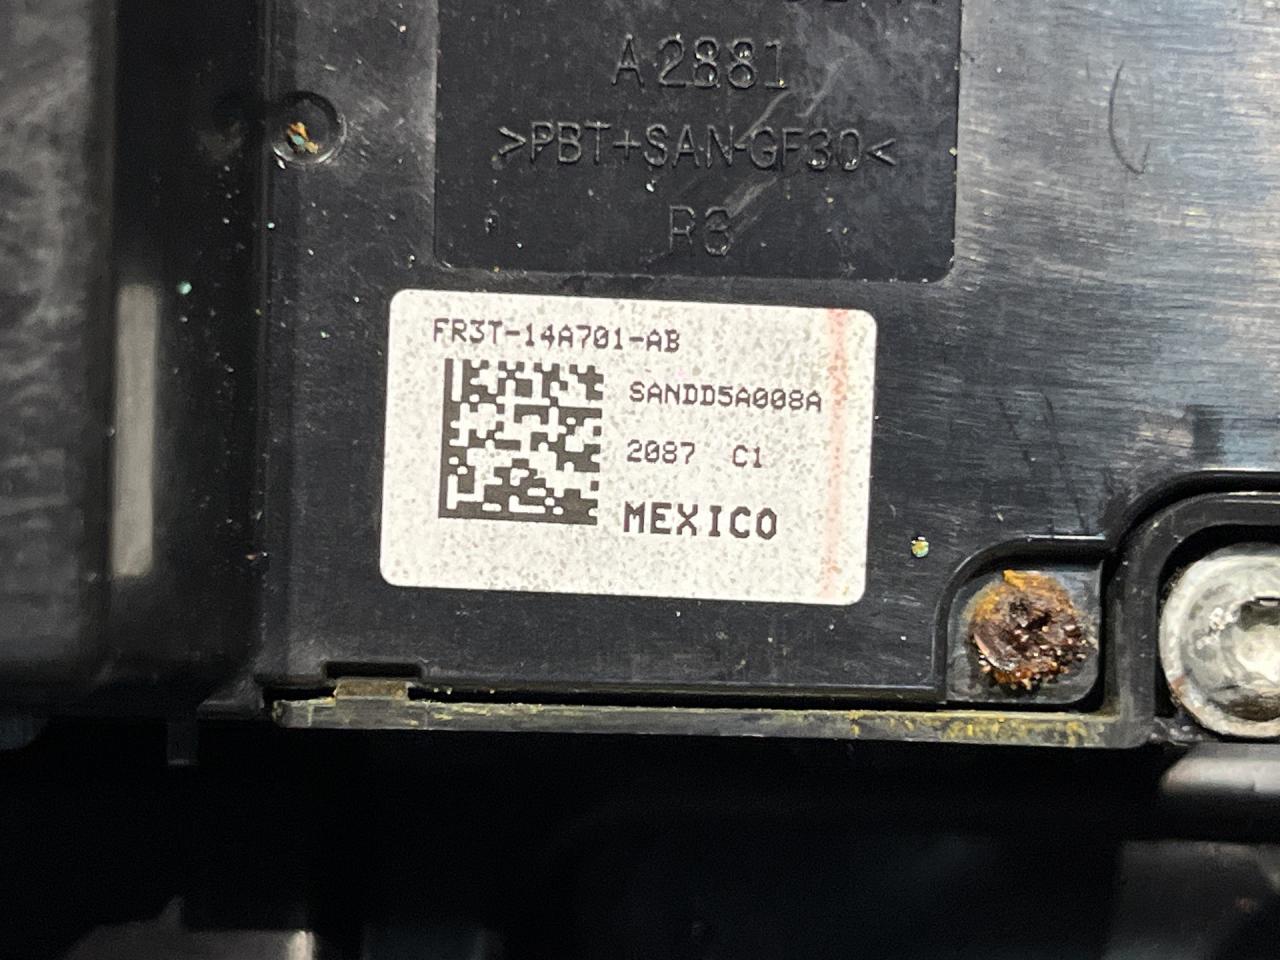 A2881
>PBT+SAN-GF30<
R3
FR3T-14A701-AB
SANDD5A008A
2087 C1
MEXICO